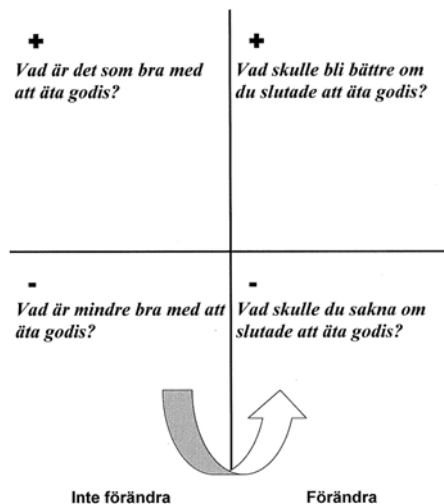 +
Vad är det som bra med
att äta godis?
+
Vad skulle bli bättre om
du slutade att äta godis?
-
Vad är mindre bra med att
äta godis?
-
Vad skulle du sakna om
slutade att äta godis?
Inte förändra
Förändra